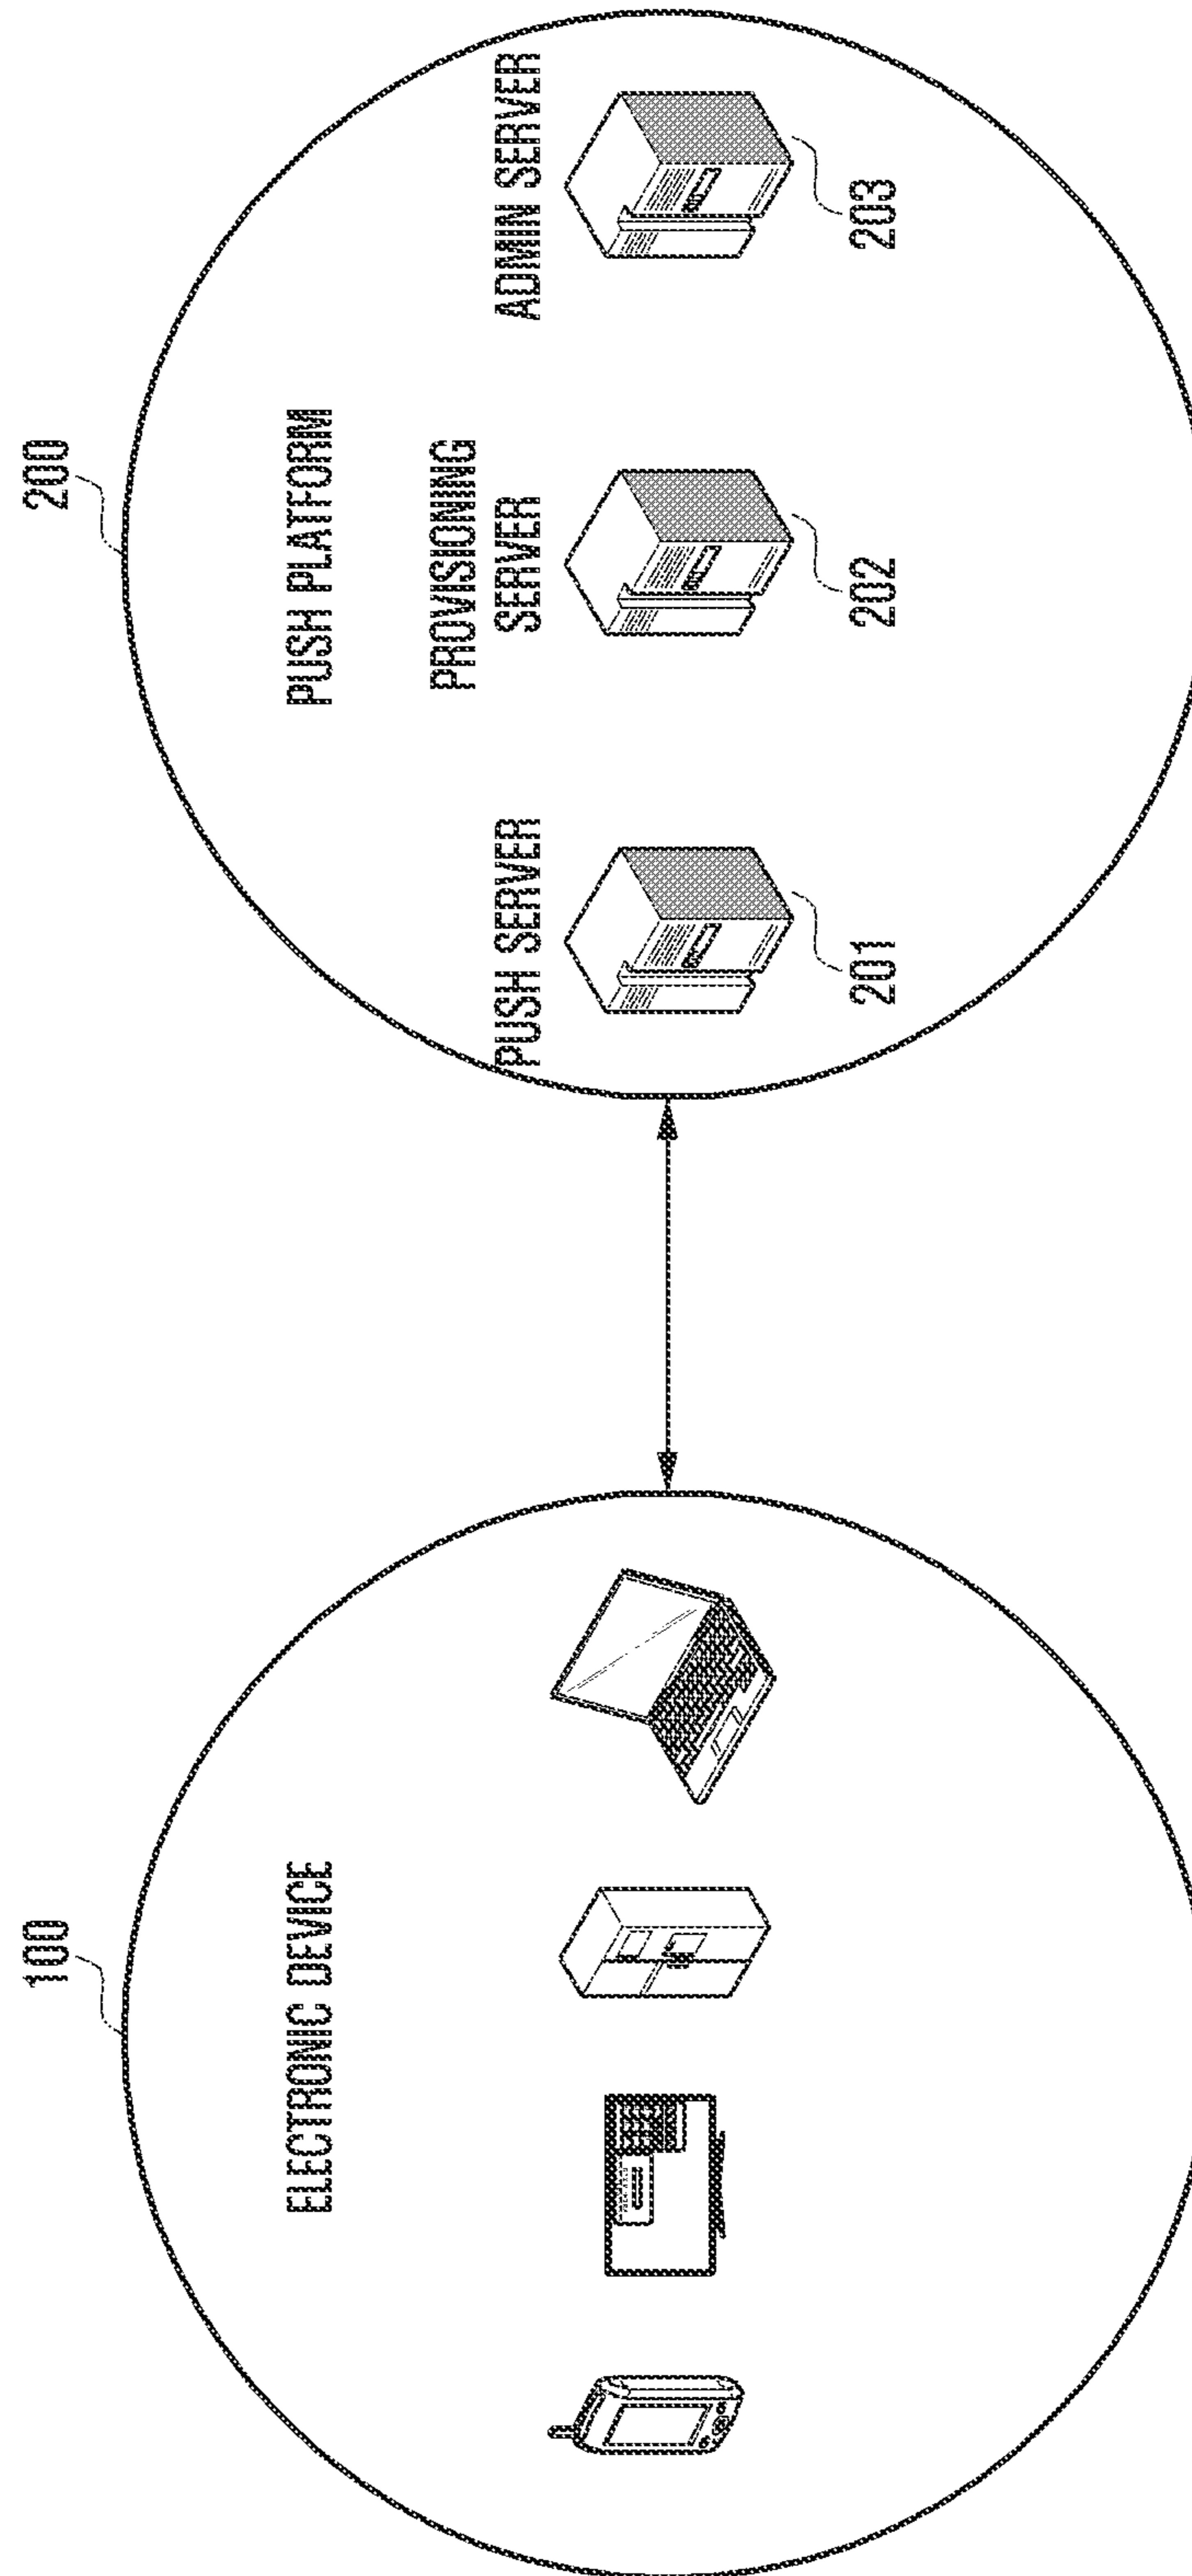 100
ELECTRONIC DEVICE
200
PUSH PLATFORM
PUSH SERVER
201
PROVISIONING
SERVER
202
ADMIN SERVER
203